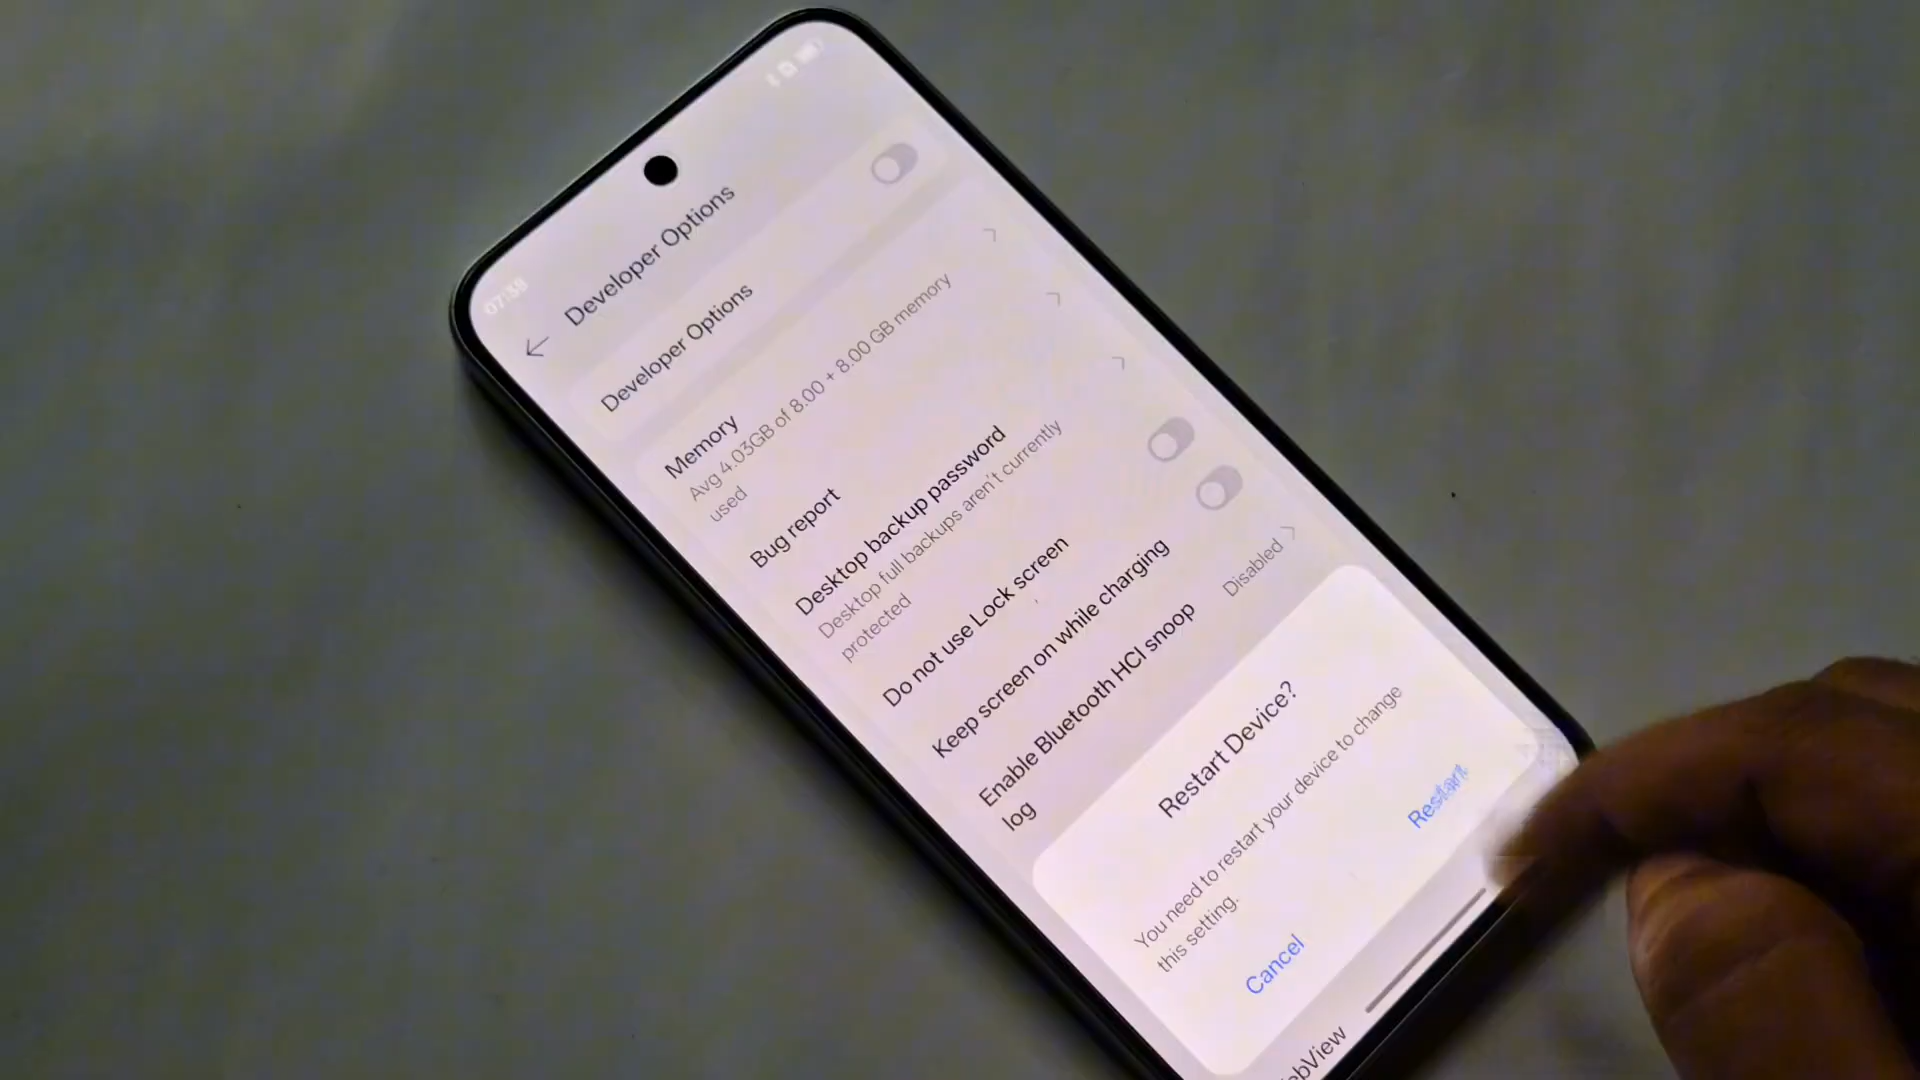 07:38
Developer Options
Developer Options
Memory
Avg 4.03GB of 8.00 + 8.00 GB memory
used
Bug report
Desktop backup password
Desktop full backups aren't currently
protected
Do not use Lock screen
Keep screen on while charging
Enable Bluetooth HCI snoop
log
Disabled
Restart Device?
You need to restart your device to change
this setting.
Cancel
Restart